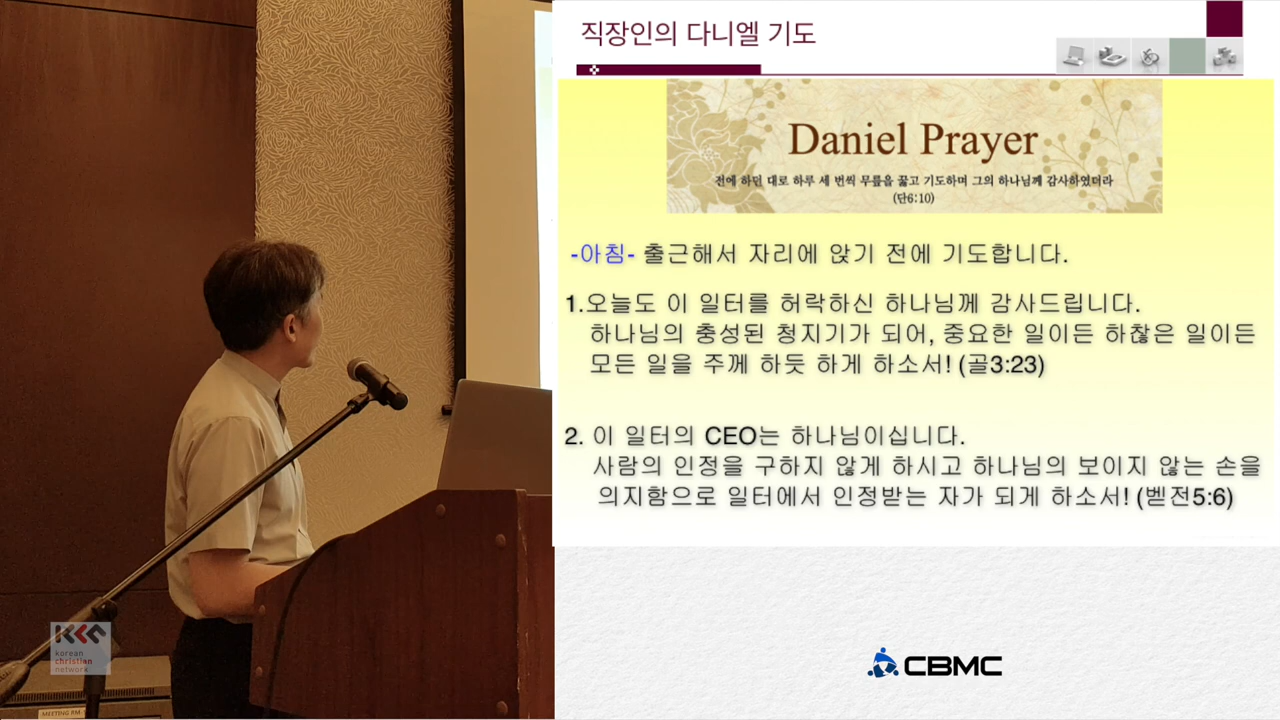 직장인의 다니엘 기도
Daniel Prayer
전에 하던 대로 하루 세 번씩 무릎을 꿇고 기도하며 그의 하나님께 감사하였더라
(단6:10)
-아침- 출근해서 자리에 앉기 전에 기도합니다.
1.오늘도 이 일터를 허락하신 하나님께 감사드립니다.
하나님의 충성된 청지기가 되어, 중요한 일이든 하찮은 일이든
모든 일을 주께 하듯 하게 하소서! (골3:23)
2. 이 일터의 CEO는 하나님이십니다.
사람의 인정을 구하지 않게 하시고 하나님의 보이지 않는 손을
의지함으로 일터에서 인정받는 자가 되게 하소서! (벧전5:6)
KCN
korean
christian
network
MEETING RM
CBMC